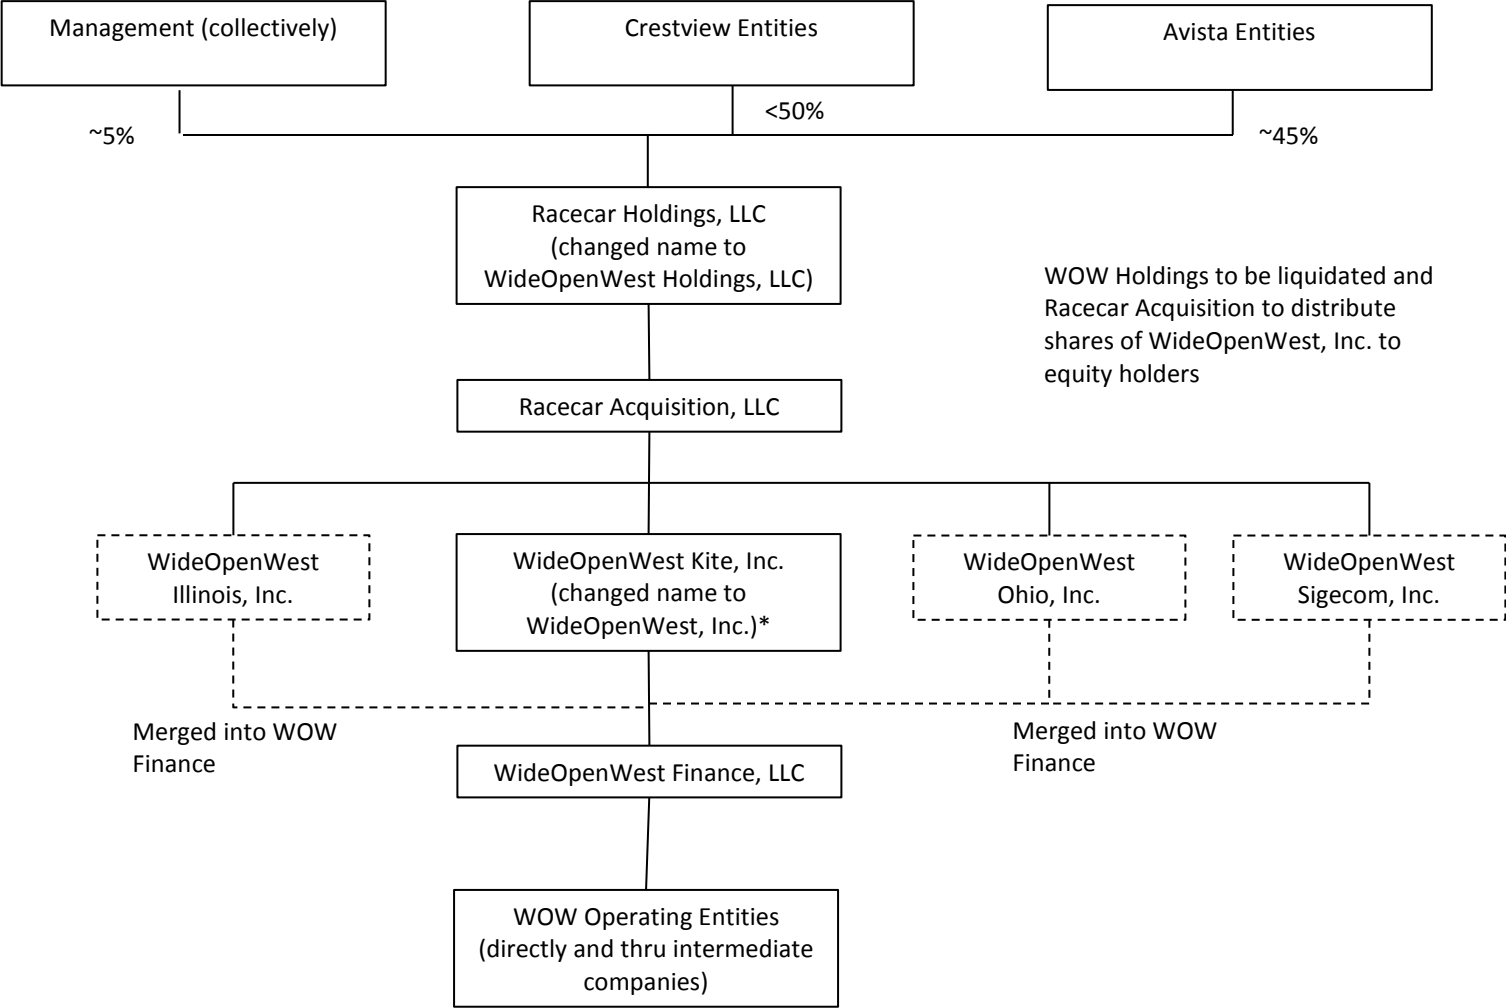 Management (collectively)
Crestview Entities
Avista Entities
<50%
~5%
~45%
Racecar Holdings, LLC
(changed name to
WideOpenWest Holdings, LLC)
WOW Holdings to be liquidated and
Racecar Acquisition to distribute
shares of WideOpenWest, Inc. to
equity holders
Racecar Acquisition, LLC
WideOpenWest
Illinois, Inc.
WideOpenWest Kite, Inc.
(changed name to
WideOpenWest, Inc.)*
WideOpenWest
Ohio, Inc.
WideOpenWest
Sigecom, Inc.
Merged into WOW
Finance
Merged into WOW
Finance
WideOpenWest Finance, LLC
WOW Operating Entities
(directly and thru intermediate
companies)